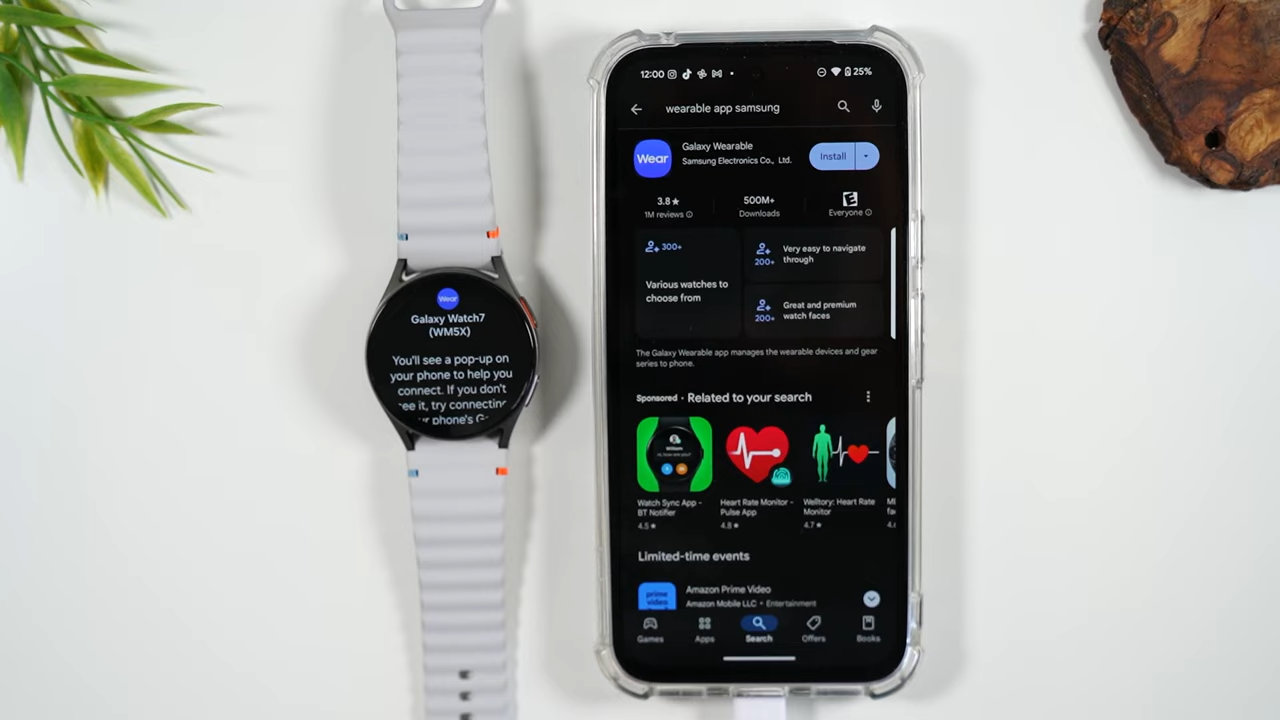 Wear
Galaxy Watch7
(WM5X)
You'll see a pop-up on
your phone to help you
connect. If you don't
see it, try connecting
phone's
12:00
25%
wearable app samsung
Wear
Galaxy Wearable
Samsung Electronics Co., Ltd.
Install
3.8★
1M reviews
500M+
Downloads
E
Everyone
300+
Various watches to
choose from
200+
Very easy to navigate
through
200+
Great and premium
watch faces
The Galaxy Wearable app manages the wearable devices and gear
series to phone.
Sponsored · Related to your search
Watch Sync App -
BT Notifier
4.5★
Heart Rate Monitor -
Pulse App
4.8★
Welltory: Heart Rate
Monitor
4.7★
Limited-time events
prime
video
Amazon Prime Video
Amazon Mobile LLC • Entertainment
Games
Apps
Search
Offers
Books